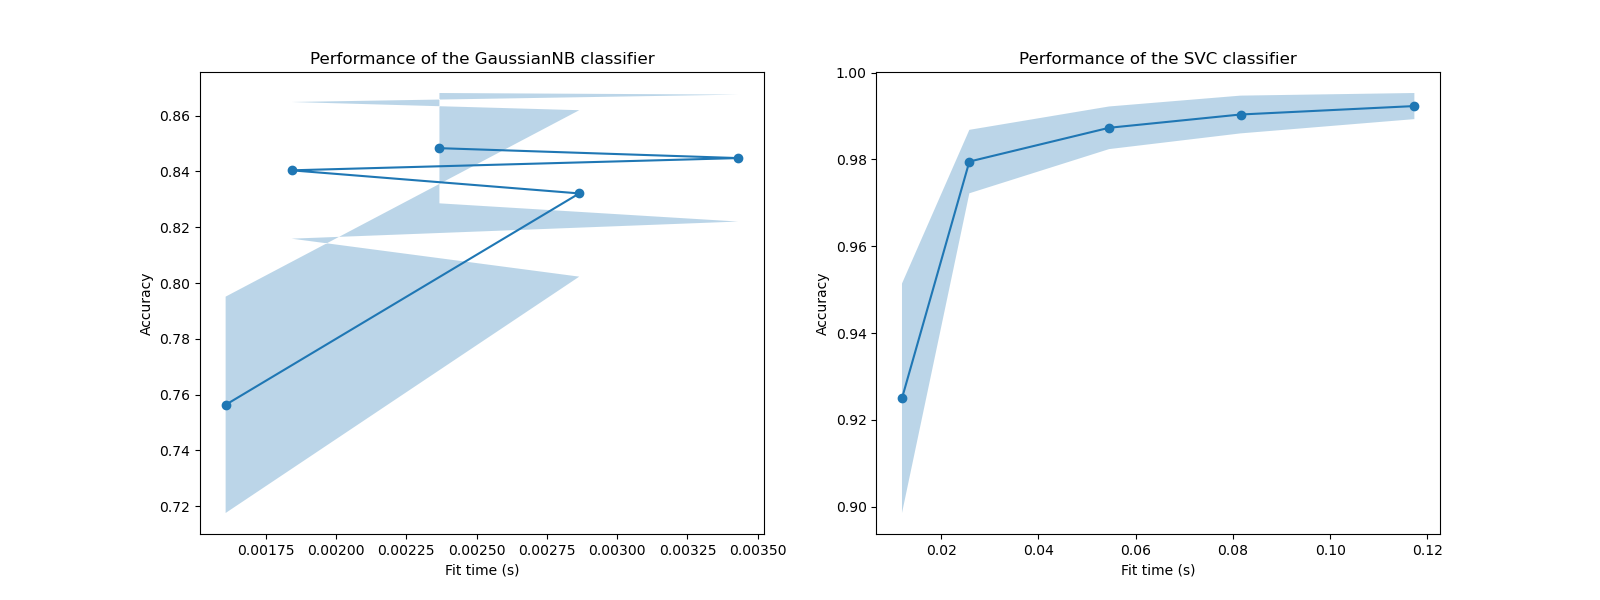 Performance of the GaussianNB classifier
Accuracy
0.86
0.84
0.82
0.80
0.78
0.76
0.74
0.72
0.00175 0.00200 0.00225 0.00250 0.00275 0.00300 0.00325 0.00350
Fit time (s)
Performance of the SVC classifier
Accuracy
1.00
0.98
0.96
0.94
0.92
0.90
0.02 0.04 0.06 0.08 0.10 0.12
Fit time (s)